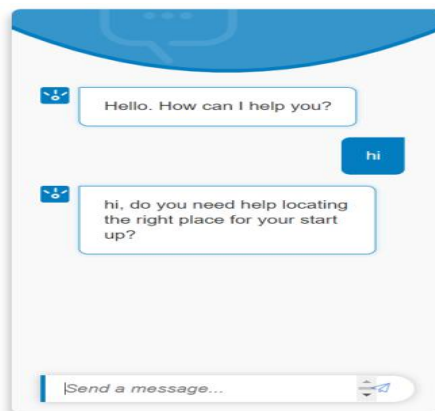 Hello. How can I help you?
hi
hi, do you need help locating
the right place for your start
up?
Send a message...